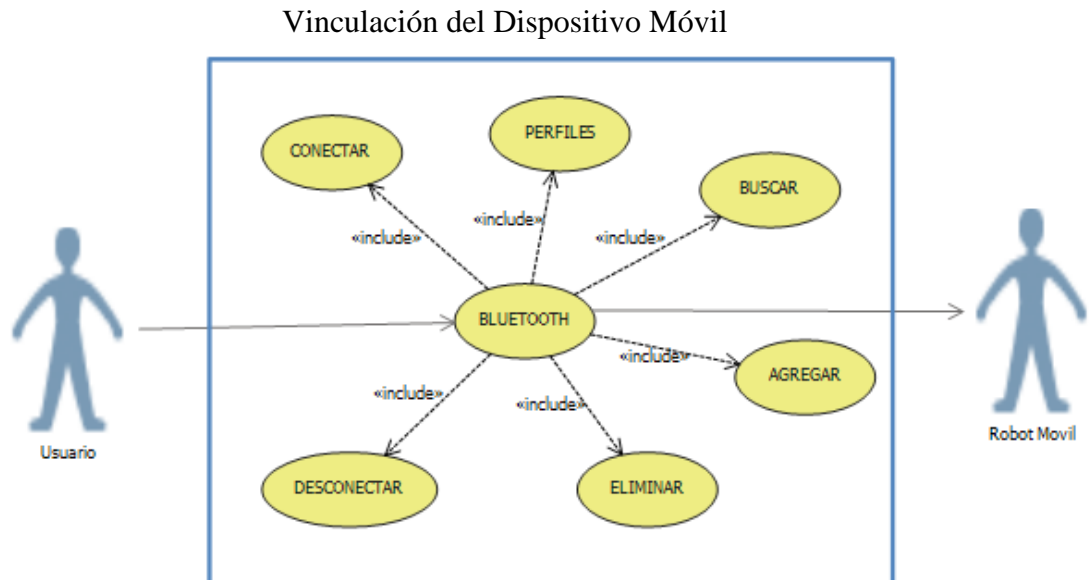 Vinculación del Dispositivo Móvil
PERFILES
CONECTAR
BUSCAR
«include»
«include»
«include»
BLUETOOTH
«include»
AGREGAR
«include»
«include»
Usuario
Robot Movil
DESCONECTAR
ELIMINAR